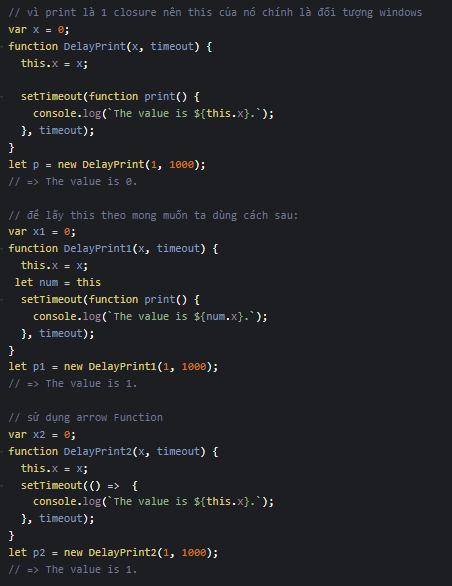 // vì print là 1 closure nên this của nó chính là đối tượng windows
var x = 0;
function DelayPrint(x, timeout) {
  this.x = x;

  setTimeout(function print() {
    console.log(`The value is ${this.x}.`);
  }, timeout);
}
let p = new DelayPrint(1, 1000);
// => The value is 0.

// để lấy this theo mong muốn ta dùng cách sau:
var x1 = 0;
function DelayPrint1(x, timeout) {
  this.x = x;
 let num = this
  setTimeout(function print() {
    console.log(`The value is ${num.x}.`);
  }, timeout);
}
let p1 = new DelayPrint1(1, 1000);
// => The value is 1.

// sử dụng arrow Function
var x2 = 0;
function DelayPrint2(x, timeout) {
  this.x = x;
  setTimeout(() =>  {
    console.log(`The value is ${this.x}.`);
  }, timeout);
}
let p2 = new DelayPrint2(1, 1000);
// => The value is 1.